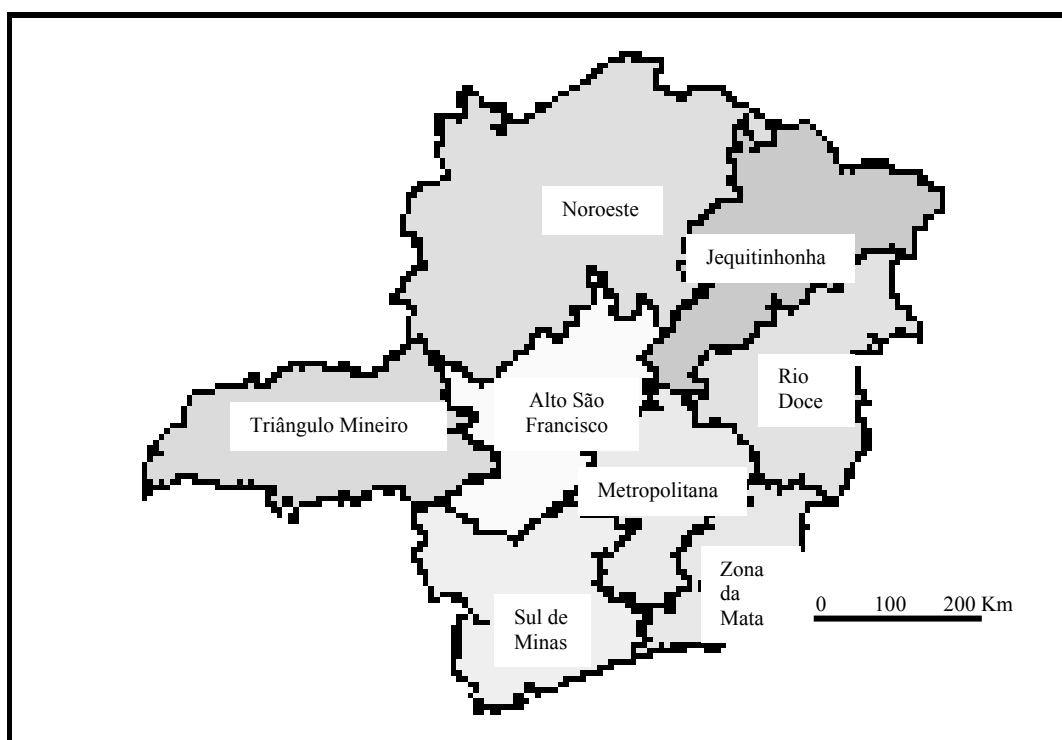 Noroeste
Jequitinhonha
Rio
Doce
Alto São
Francisco
Triângulo Mineiro
Metropolitana
Zona
da
Mata
Sul de
Minas
0 100 200 Km